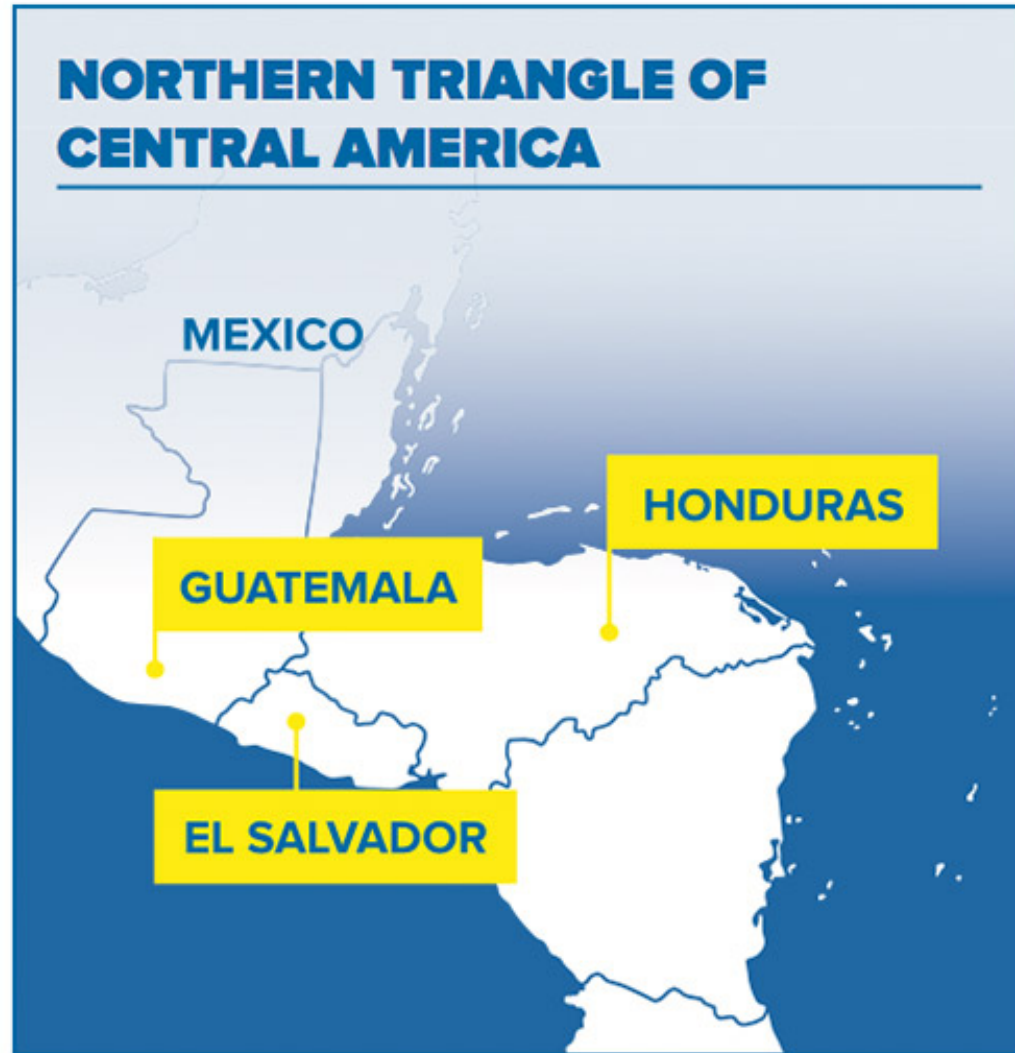 NORTHERN TRIANGLE OF
CENTRAL AMERICA
MEXICO
HONDURAS
GUATEMALA
EL SALVADOR